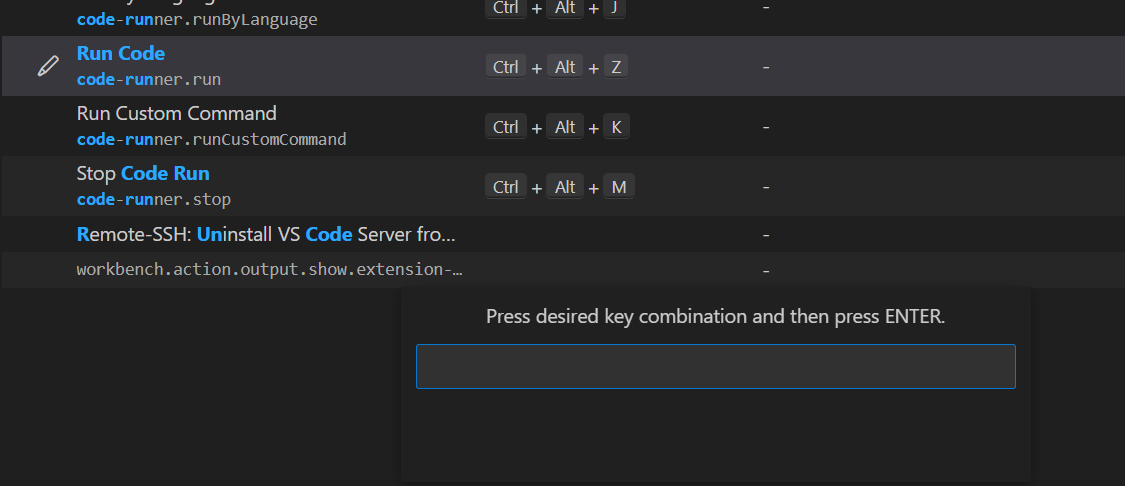 code-runner.runByLanguage Ctrl + Alt + J -
Run Code Ctrl + Alt + Z -
code-runner.run
Run Custom Command Ctrl + Alt + K -
code-runner.runCustomCommand
Stop Code Run Ctrl + Alt + M -
code-runner.stop
Remote-SSH: Uninstall VS Code Server fro... -
workbench.action.output.show.extension-... -
Press desired key combination and then press ENTER.